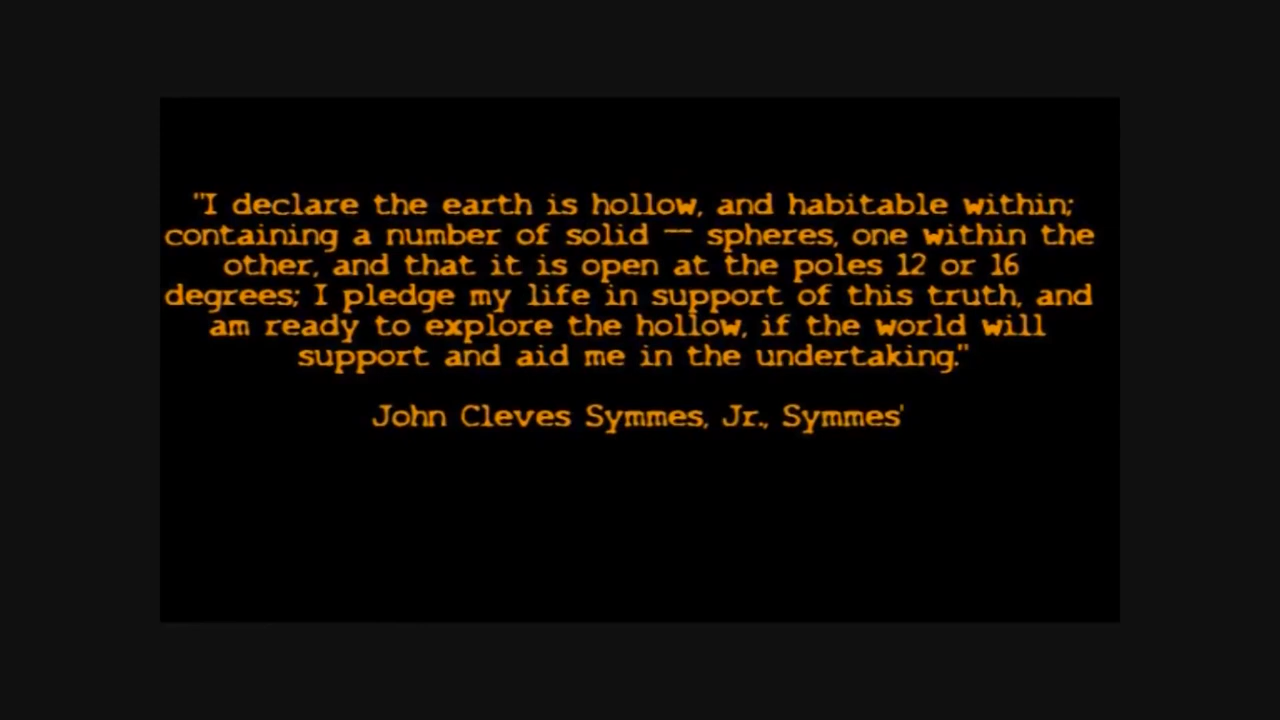 "I declare the earth is hollow, and habitable within;
containing a number of solid -- spheres, one within the
other, and that it is open at the poles 12 or 16
degrees; I pledge my life in support of this truth, and
am ready to explore the hollow, if the world will
support and aid me in the undertaking."
John Cleves Symmes, Jr., Symmes'